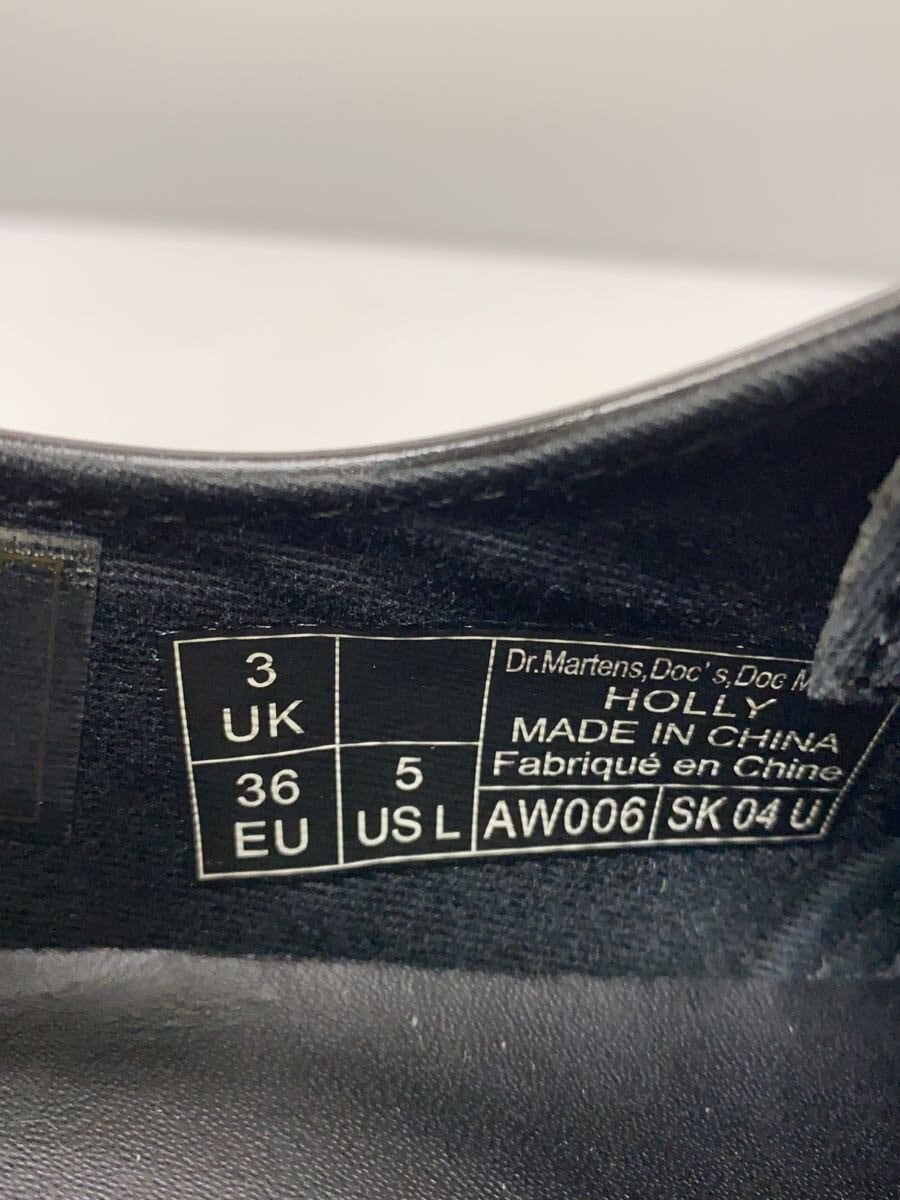 3
UK
36
EU
5
US L
Dr.Martens,Doc's,Doc
HOLLY
MADE IN CHINA
Fabriqué en Chine
AW006
SK 04 U